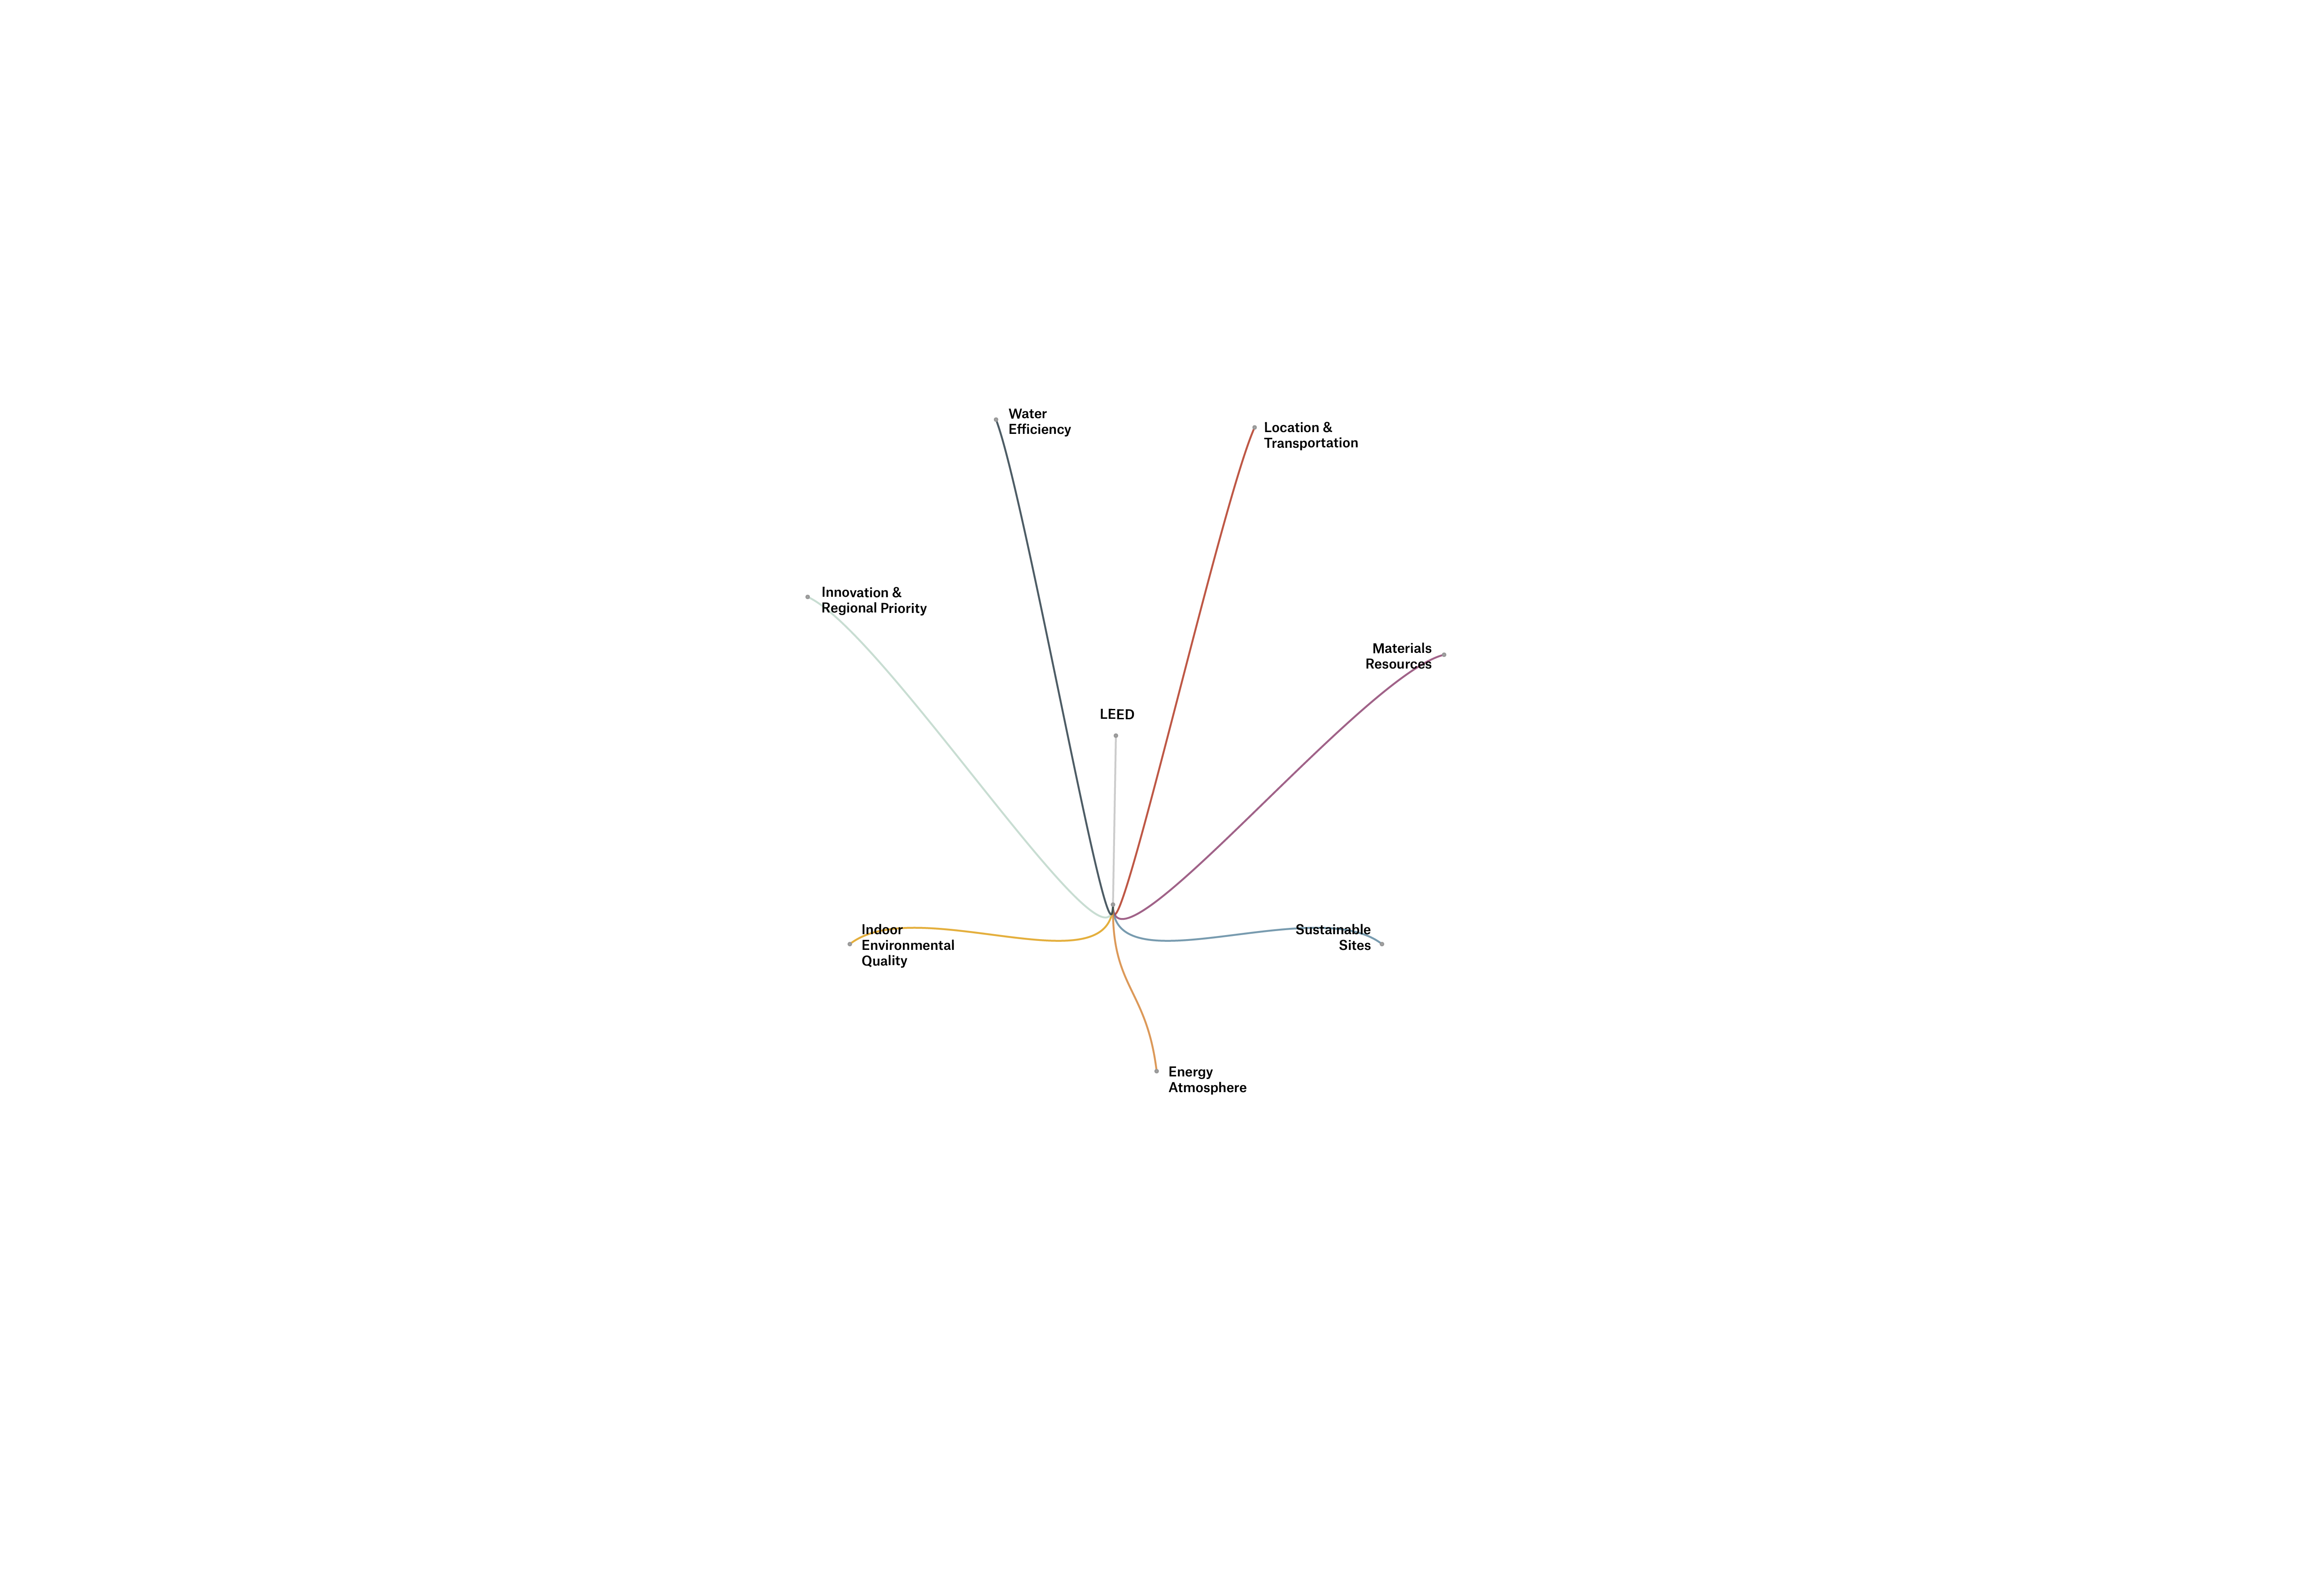 Water
Efficiency
Location &
Transportation
Innovation &
Regional Priority
Materials
Resources
LEED
Indoor
Environmental
Quality
Sustainable
Sites
Energy
Atmosphere